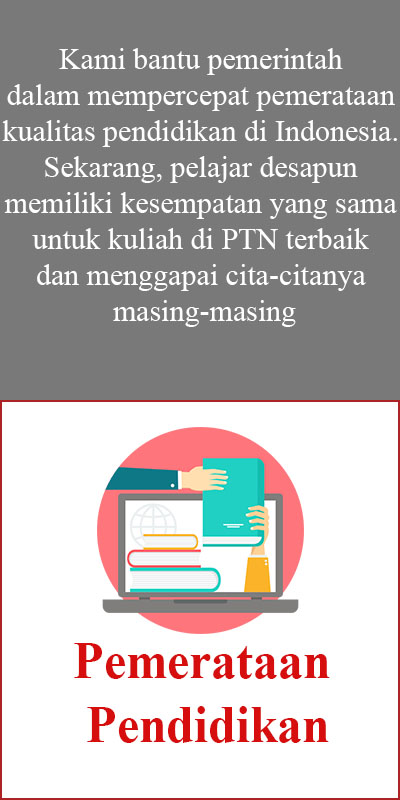 Kami bantu pemerintah
dalam mempercepat pemerataan
kualitas pendidikan di Indonesia.
Sekarang, pelajar desapun
memiliki kesempatan yang sama
untuk kuliah di PTN terbaik
dan menggapai cita-citanya
masing-masing
Pemerataan
Pendidikan